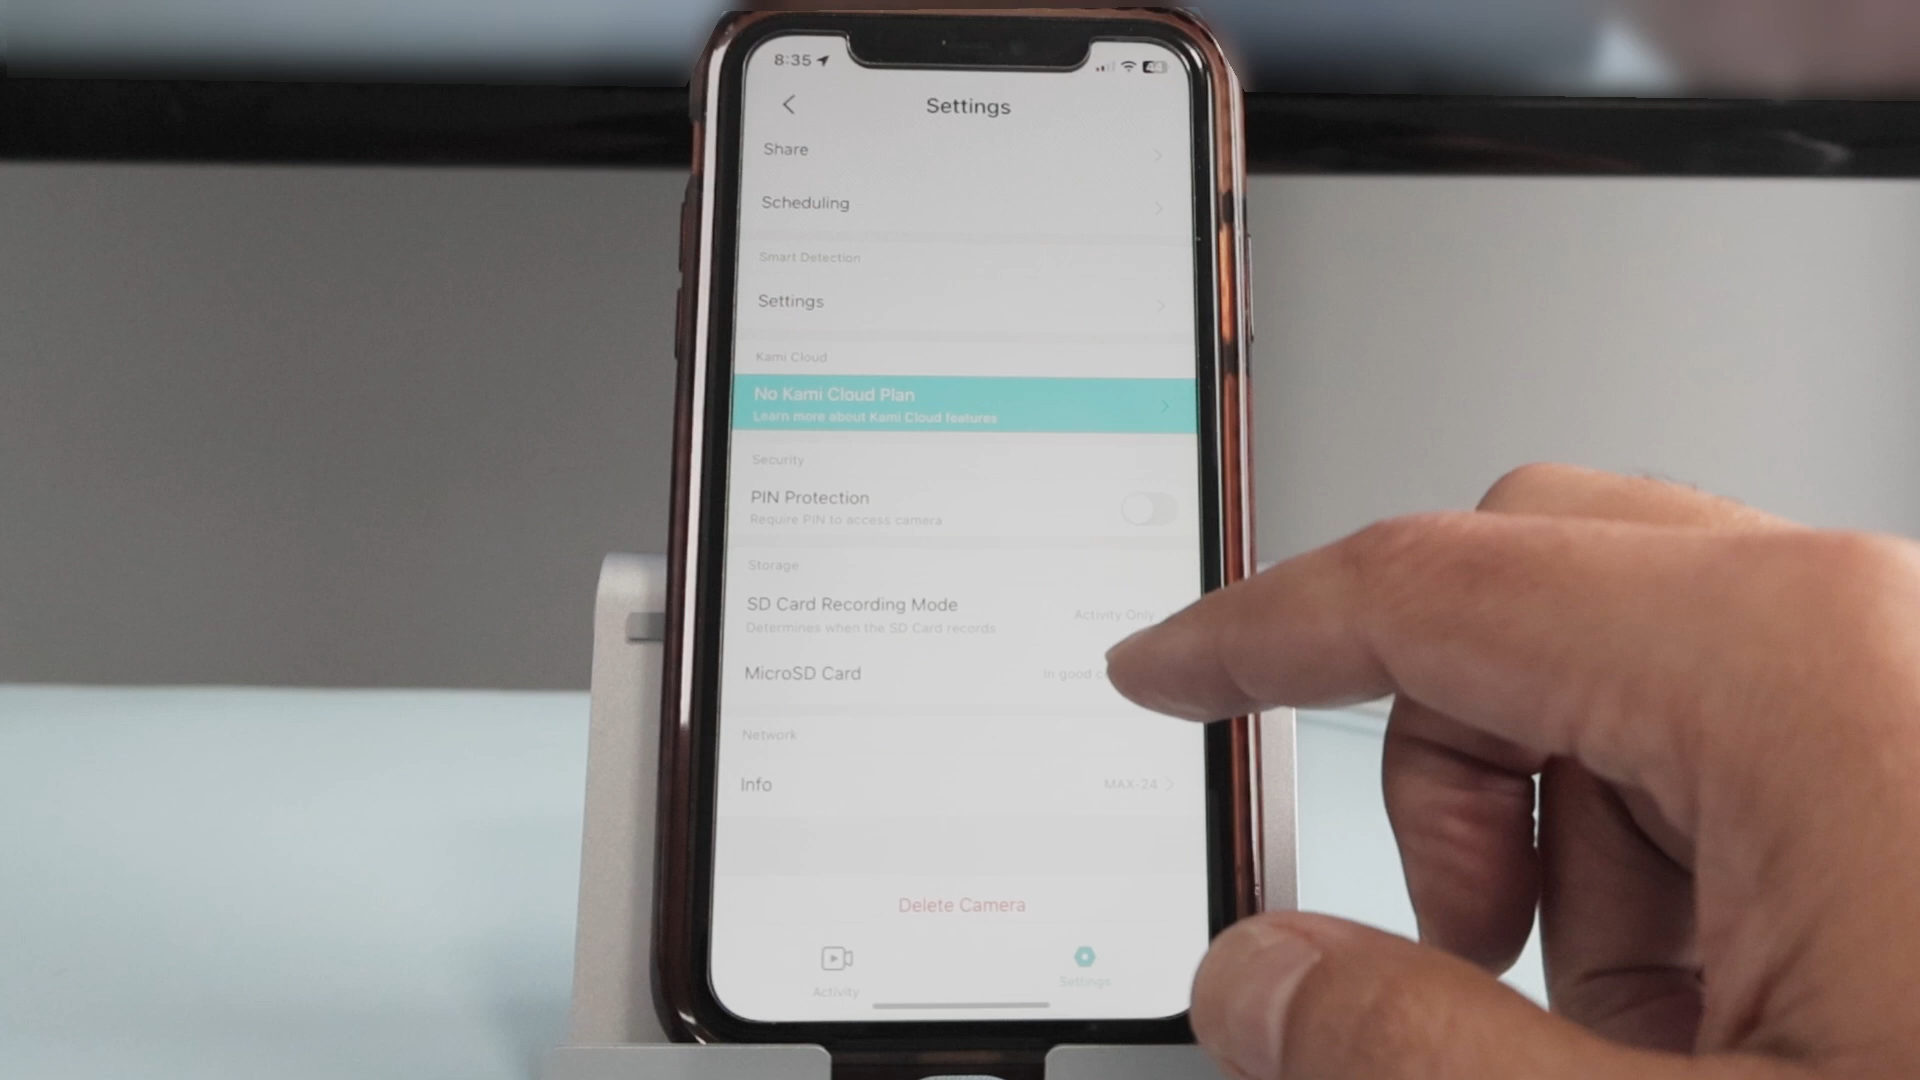 8:35
Settings
Share
Scheduling
Smart Detection
Settings
Kami Cloud
No Kami Cloud Plan
Learn more about Kami Cloud features
Security
PIN Protection
Require PIN to access camera
Storage
SD Card Recording Mode
Activity Only
Determines when the SD Card records
MicroSD Card
In good
Network
Info
MAX-24
Delete Camera
Activity
Settings